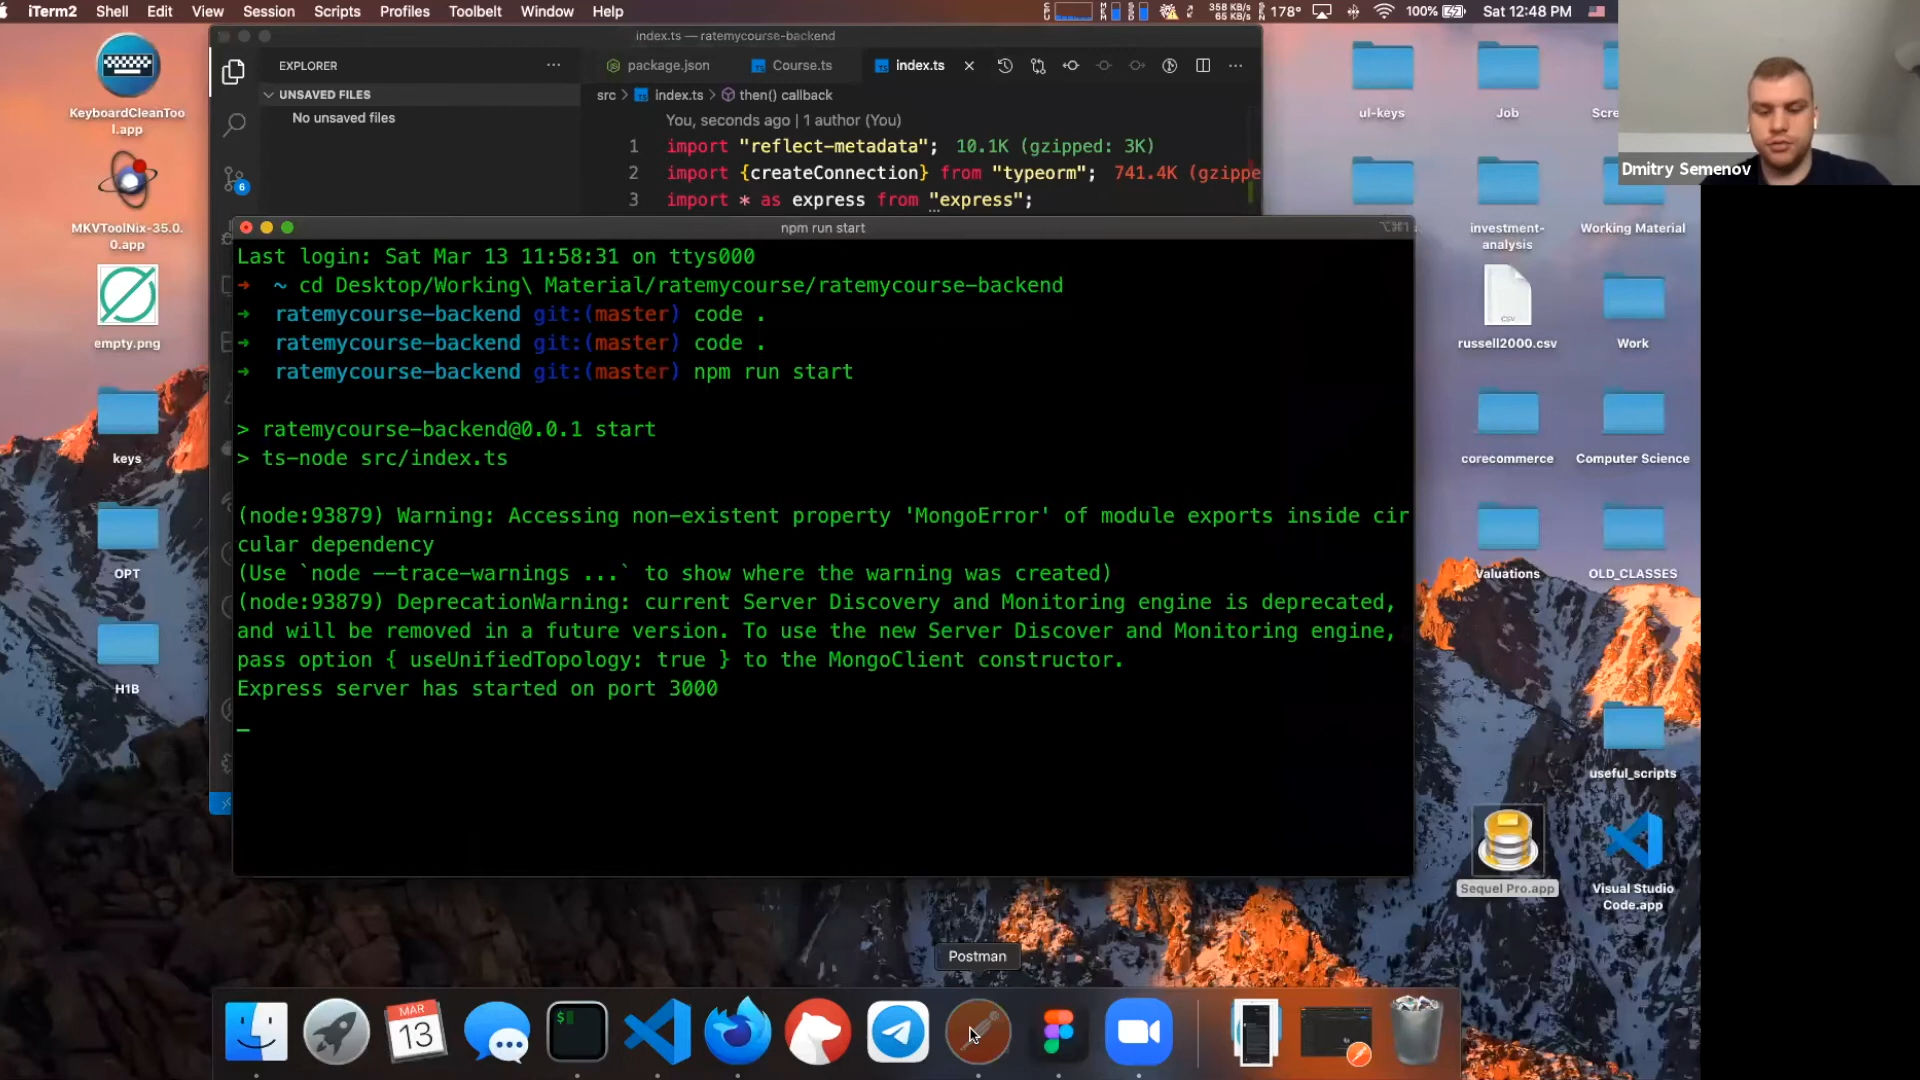 iTerm2 Shell Edit View Session Scripts Profiles Toolbelt Window Help
358 KB/s
65 KB/s
178° 100% Sat 12:48 PM
index.ts — ratemycourse-backend
EXPLORER
UNSAVED FILES
No unsaved files
6
package.json Course.ts index.ts
src > index.ts > then() callback
You, seconds ago | 1 author (You)
1 import "reflect-metadata"; 10.1K (gzipped: 3K)
2 import {createConnection} from "typeorm"; 741.4K (gzippe
3 import * as express from "express";
npm run start
Last login: Sat Mar 13 11:58:31 on ttys000
➜ ~ cd Desktop/Working\ Material/ratemycourse/ratemycourse-backend
➜ ratemycourse-backend git:(master) code .
➜ ratemycourse-backend git:(master) code .
➜ ratemycourse-backend git:(master) npm run start
> ratemycourse-backend@0.0.1 start
> ts-node src/index.ts
(node:93879) Warning: Accessing non-existent property 'MongoError' of module exports inside cir
cular dependency
(Use `node --trace-warnings ...` to show where the warning was created)
(node:93879) DeprecationWarning: current Server Discovery and Monitoring engine is deprecated,
and will be removed in a future version. To use the new Server Discover and Monitoring engine,
pass option { useUnifiedTopology: true } to the MongoClient constructor.
Express server has started on port 3000
KeyboardCleanToo
l.app
MKVToolNix-35.0.
0.app
empty.png
keys
OPT
H1B
ul-keys
Job
Scre
Dmitry Semenov
investment-
analysis
Working Material
CSV
russell2000.csv
Work
corecommerce
Computer Science
Valuations
OLD_CLASSES
useful_scripts
Sequel Pro.app
Visual Studio
Code.app
Postman
MAR
13
$